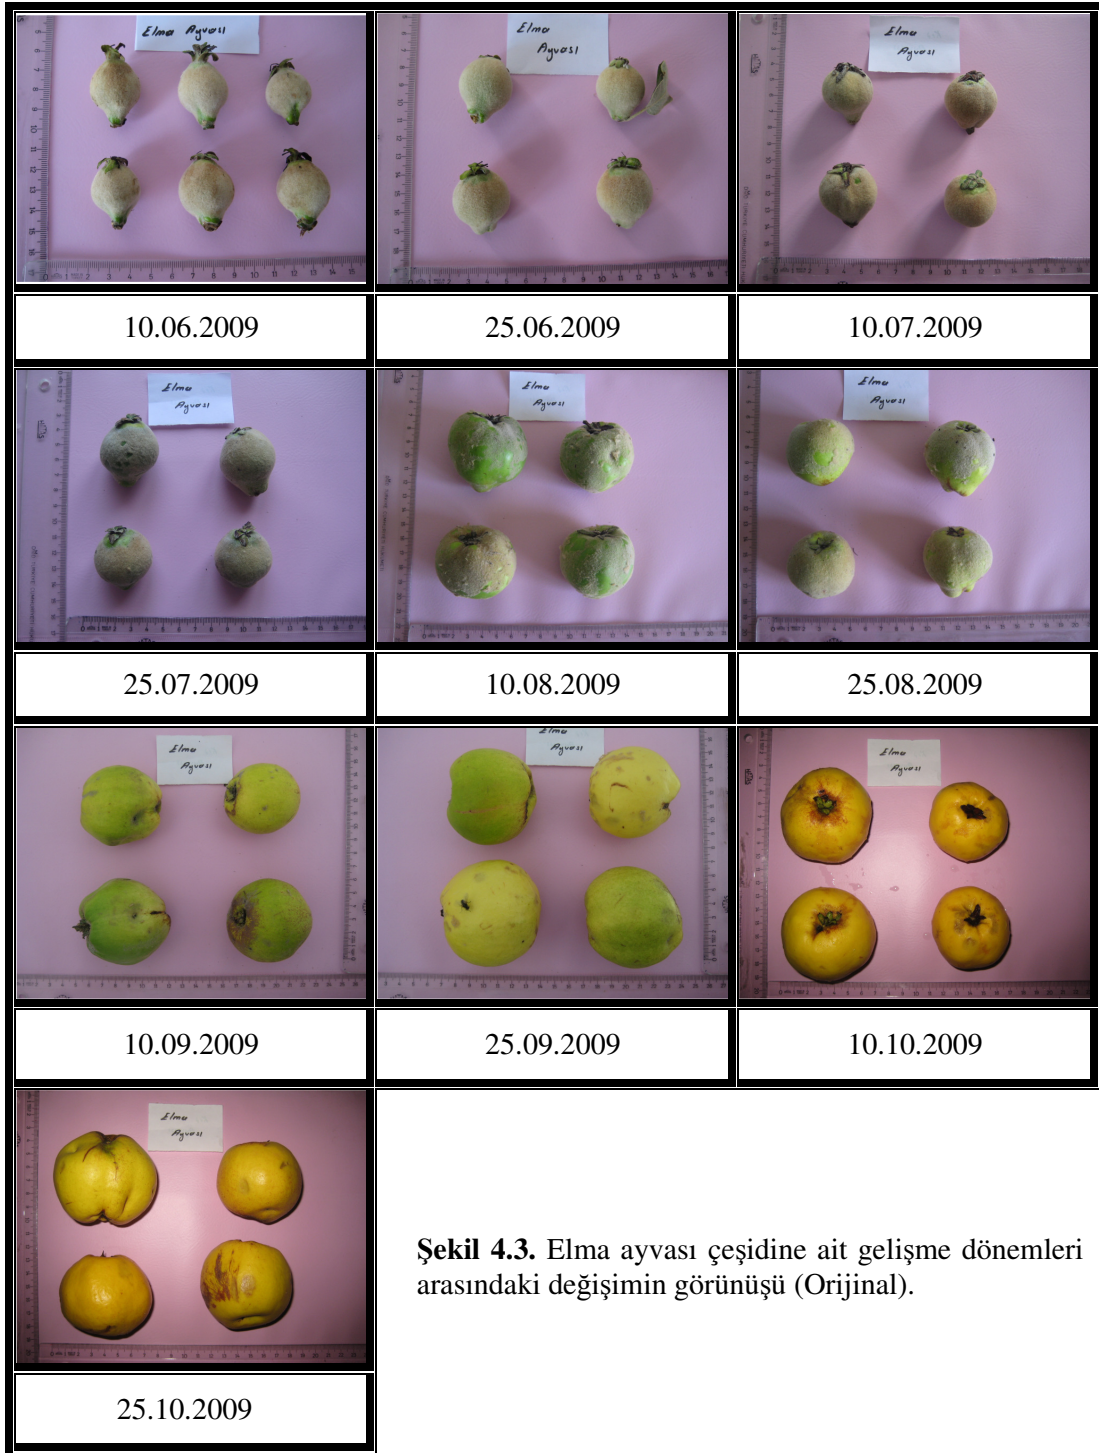 Elma Ayvası
Elma
Ayvası
Elma
Ayvası
10.06.2009
25.06.2009
10.07.2009
Elma
Ayvası
Elma
Ayvası
Elma
Ayvası
25.07.2009
10.08.2009
25.08.2009
Elma
Ayvası
Elma
Ayvası
Elma
Ayvası
10.09.2009
25.09.2009
10.10.2009
Elma
Ayvası
Şekil 4.3. Elma ayvası çeşidine ait gelişme dönemleri
arasındaki değişimin görünüşü (Orijinal).
25.10.2009